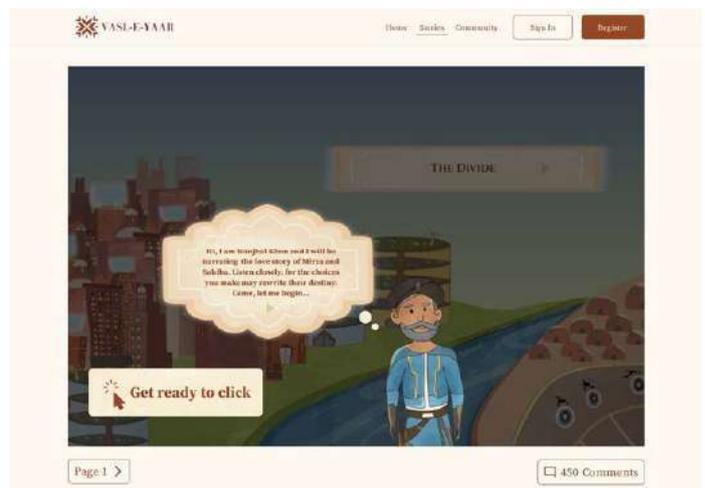 VASL-E-YAAR
Home Stories Community Sign In Register
THE DIVIDE
Hi, I am Manjhol Khan and I will be
narrating the love story of Mirza and
Sahiba. Listen closely, for the choices
you make may rewrite their destiny.
Come, let me begin...
Get ready to click
Page 1
450 Comments